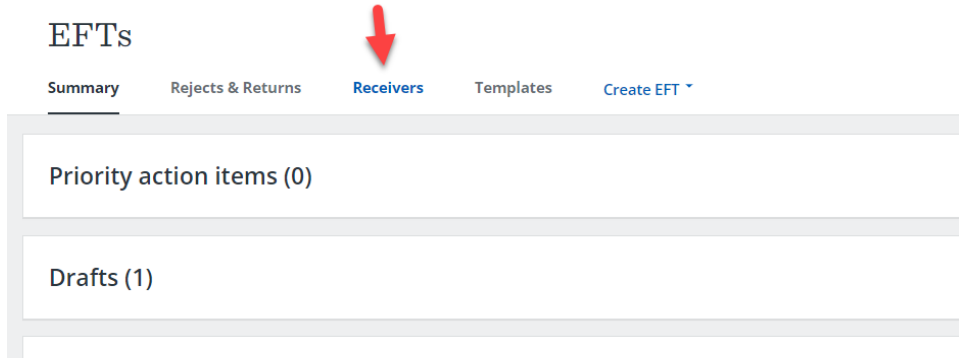 EFTs
Summary Rejects & Returns Receivers Templates Create EFT
Priority action items (0)
Drafts (1)